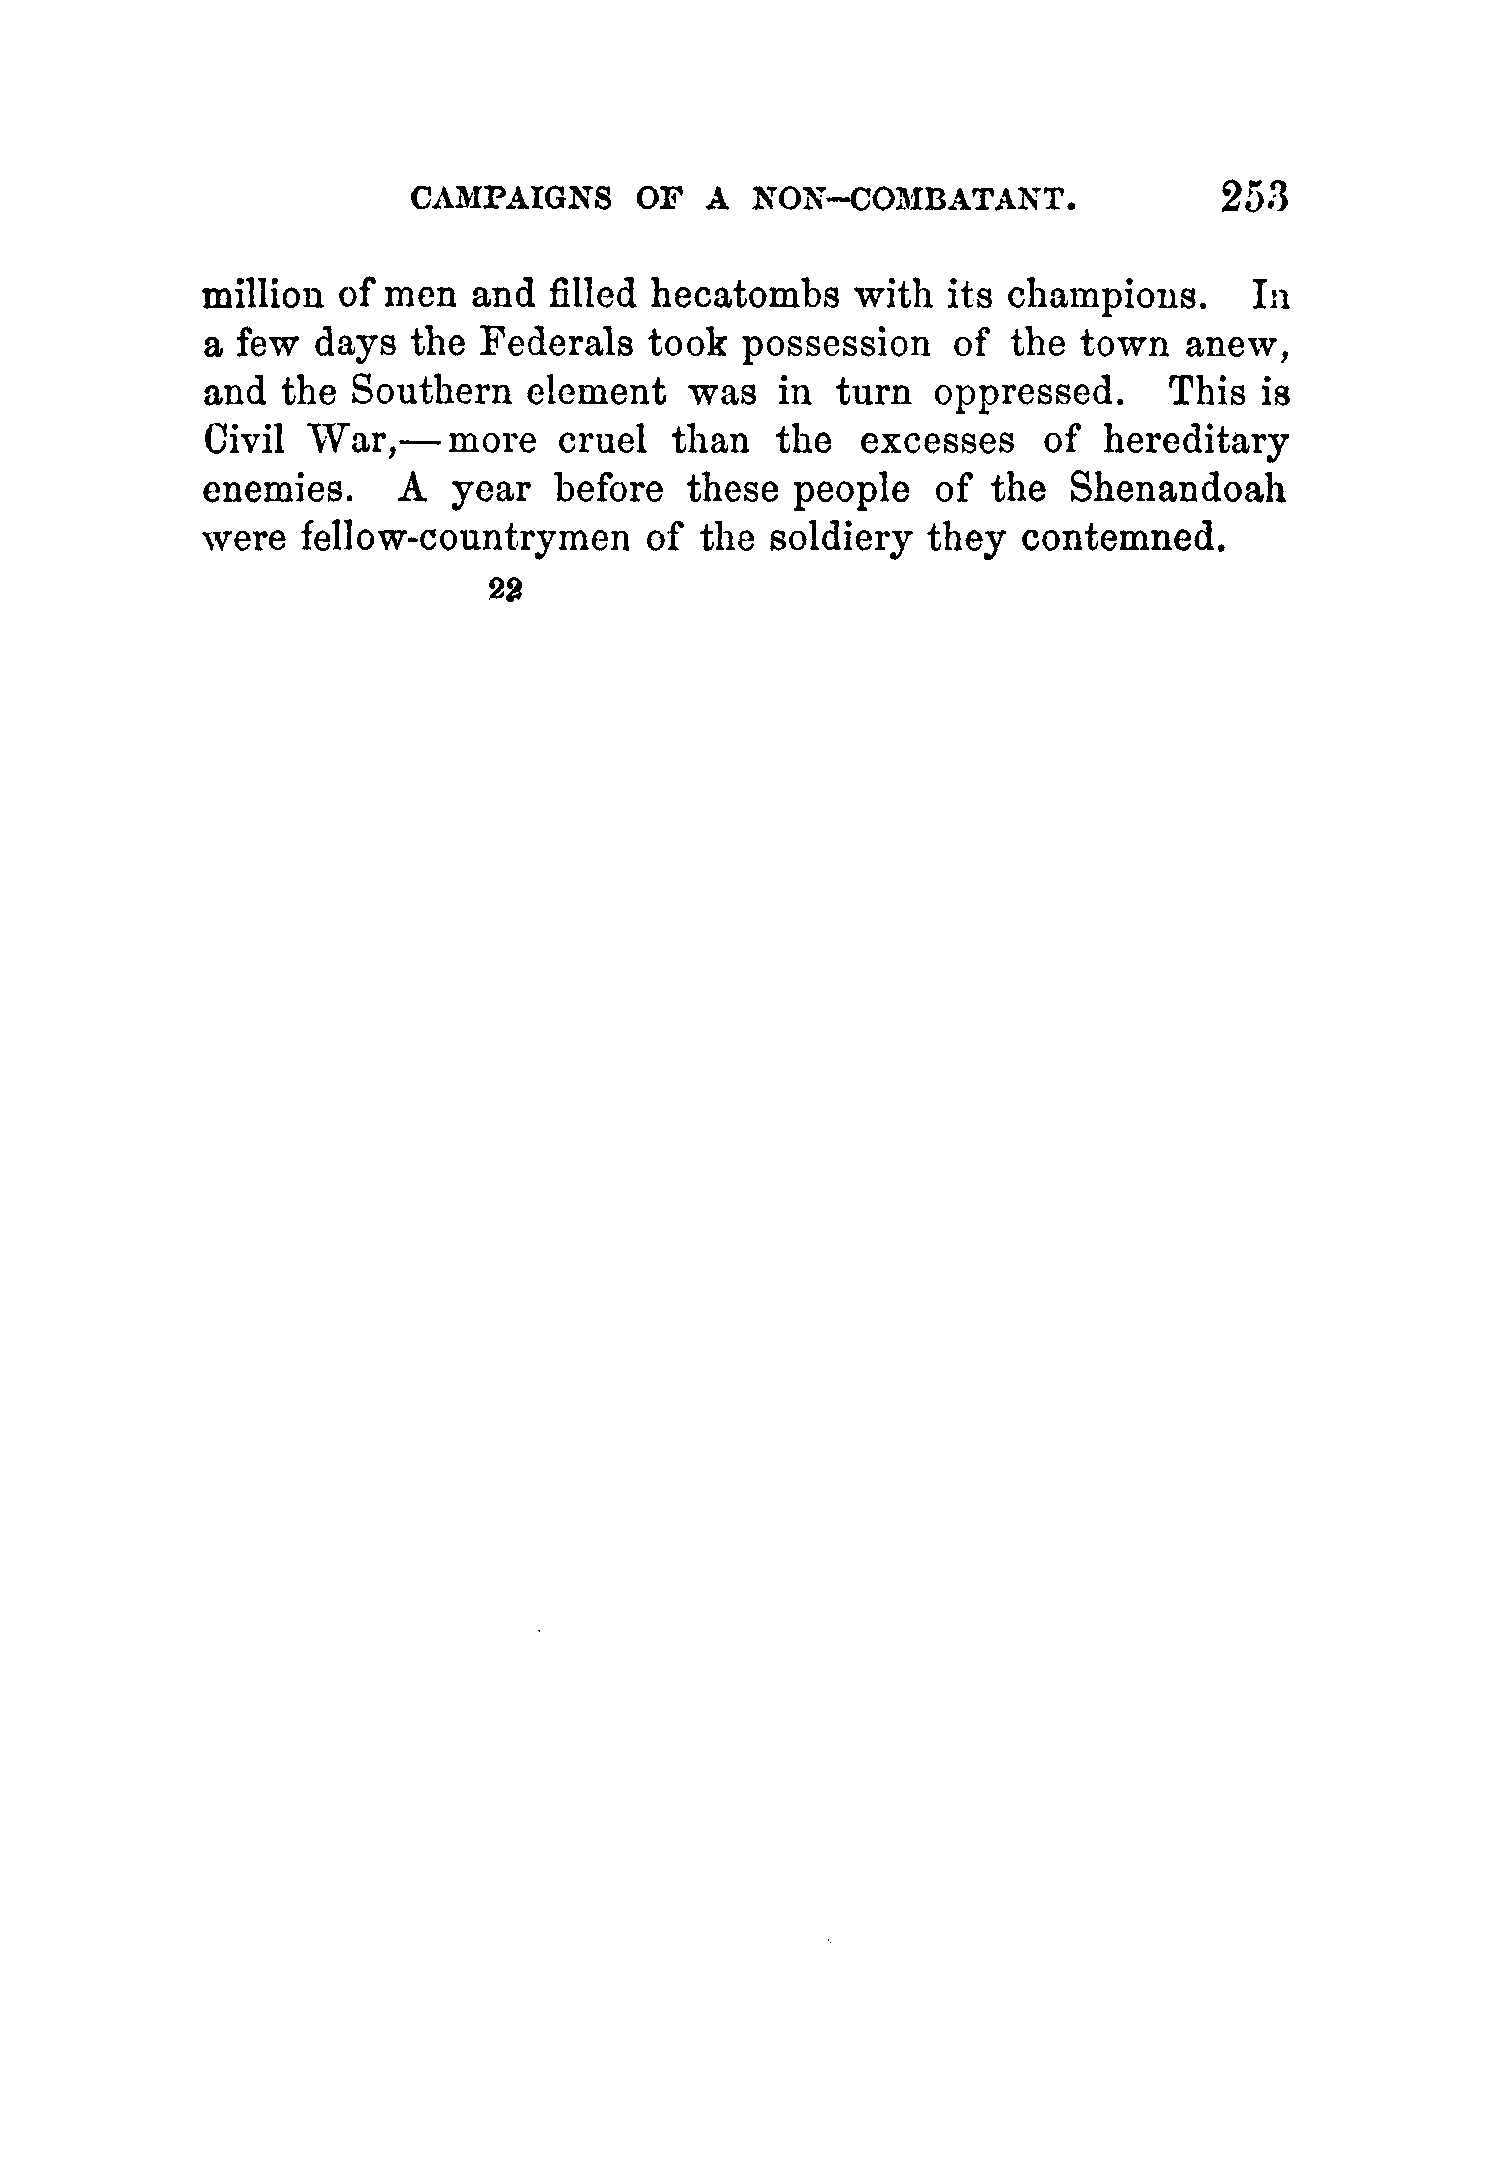 CAMPAIGNS OF A NON-COMBATANT. 253
million of men and filled hecatombs with its champions. In
a few days the Federals took possession of the town anew,
and the Southern element was in turn oppressed. This is
Civil War,—more cruel than the excesses of hereditary
enemies. A year before these people of the Shenandoah
were fellow-countrymen of the soldiery they contemned.
22